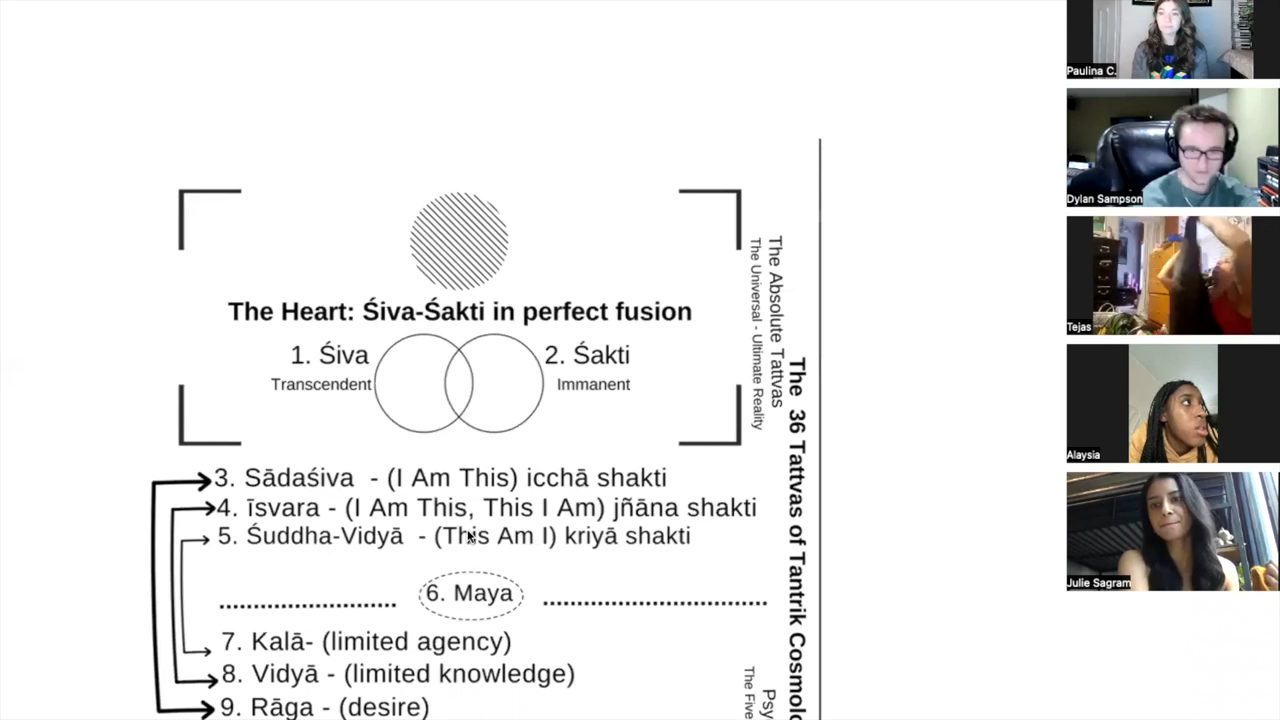 The Heart: Śiva-Śakti in perfect fusion
1. Śiva
2. Śakti
Transcendent
Immanent
3. Sādaśiva - (I Am This) icchā shakti
4. īsvara - (I Am This, This I Am) jñāna shakti
5. Śuddha-Vidyā - (This Am I) kriyā shakti
6. Maya
7. Kalā- (limited agency)
8. Vidyā - (limited knowledge)
9. Rāga - (desire)
The Absolute Tattvas
The Universal - Ultimate Reality
The 36 Tattvas of Tantrik
The Five
Paulina C.
Dylan Sampson
Tejas
Alaysia
Julie Sagram